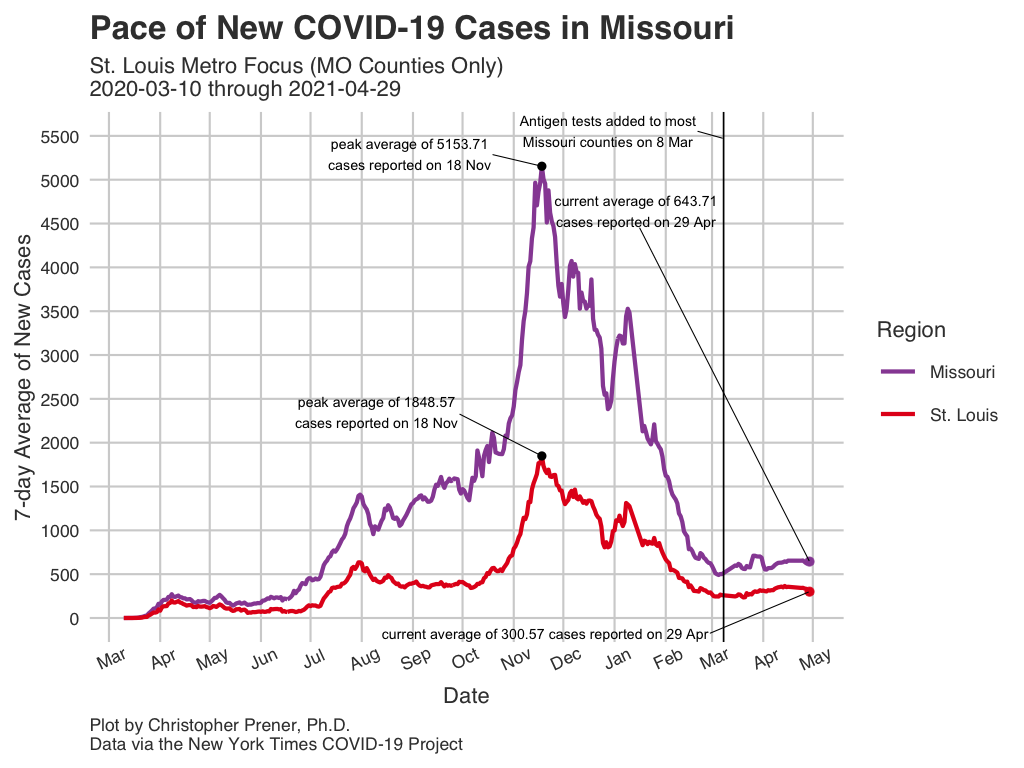 Pace of New COVID-19 Cases in Missouri
St. Louis Metro Focus (MO Counties Only)
2020-03-10 through 2021-04-29
Antigen tests added to most
Missouri counties on 8 Mar
peak average of 5153.71
cases reported on 18 Nov
current average of 643.71
cases reported on 29 Apr
peak average of 1848.57
cases reported on 18 Nov
current average of 300.57 cases reported on 29 Apr
7-day Average of New Cases
5500
5000
4500
4000
3500
3000
2500
2000
1500
1000
500
0
Mar Apr May Jun Jul Aug Sep Oct Nov Dec Jan Feb Mar Apr May
Date
Region
Missouri
St. Louis
Plot by Christopher Prener, Ph.D.
Data via the New York Times COVID-19 Project